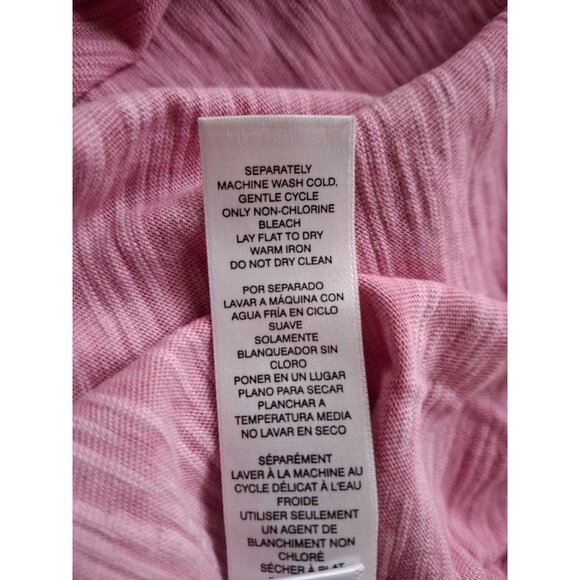 SEPARATELY
MACHINE WASH COLD,
GENTLE CYCLE
ONLY NON-CHLORINE
BLEACH
LAY FLAT TO DRY
WARM IRON
DO NOT DRY CLEAN
POR SEPARADO
LAVAR A MÁQUINA CON
AGUA FRÍA EN CICLO
SUAVE
SOLAMENTE
BLANQUEADOR SIN
CLORO
PONER EN UN LUGAR
PLANO PARA SECAR
PLANCHAR A
TEMPERATURA MEDIA
NO LAVAR EN SECO
SÉPARÉMENT
LAVER À LA MACHINE AU
CYCLE DÉLICAT À L'EAU
FROIDE
UTILISER SEULEMENT
UN AGENT DE
BLANCHIMENT NON
CHLORÉ
SÉCHER À PLAT